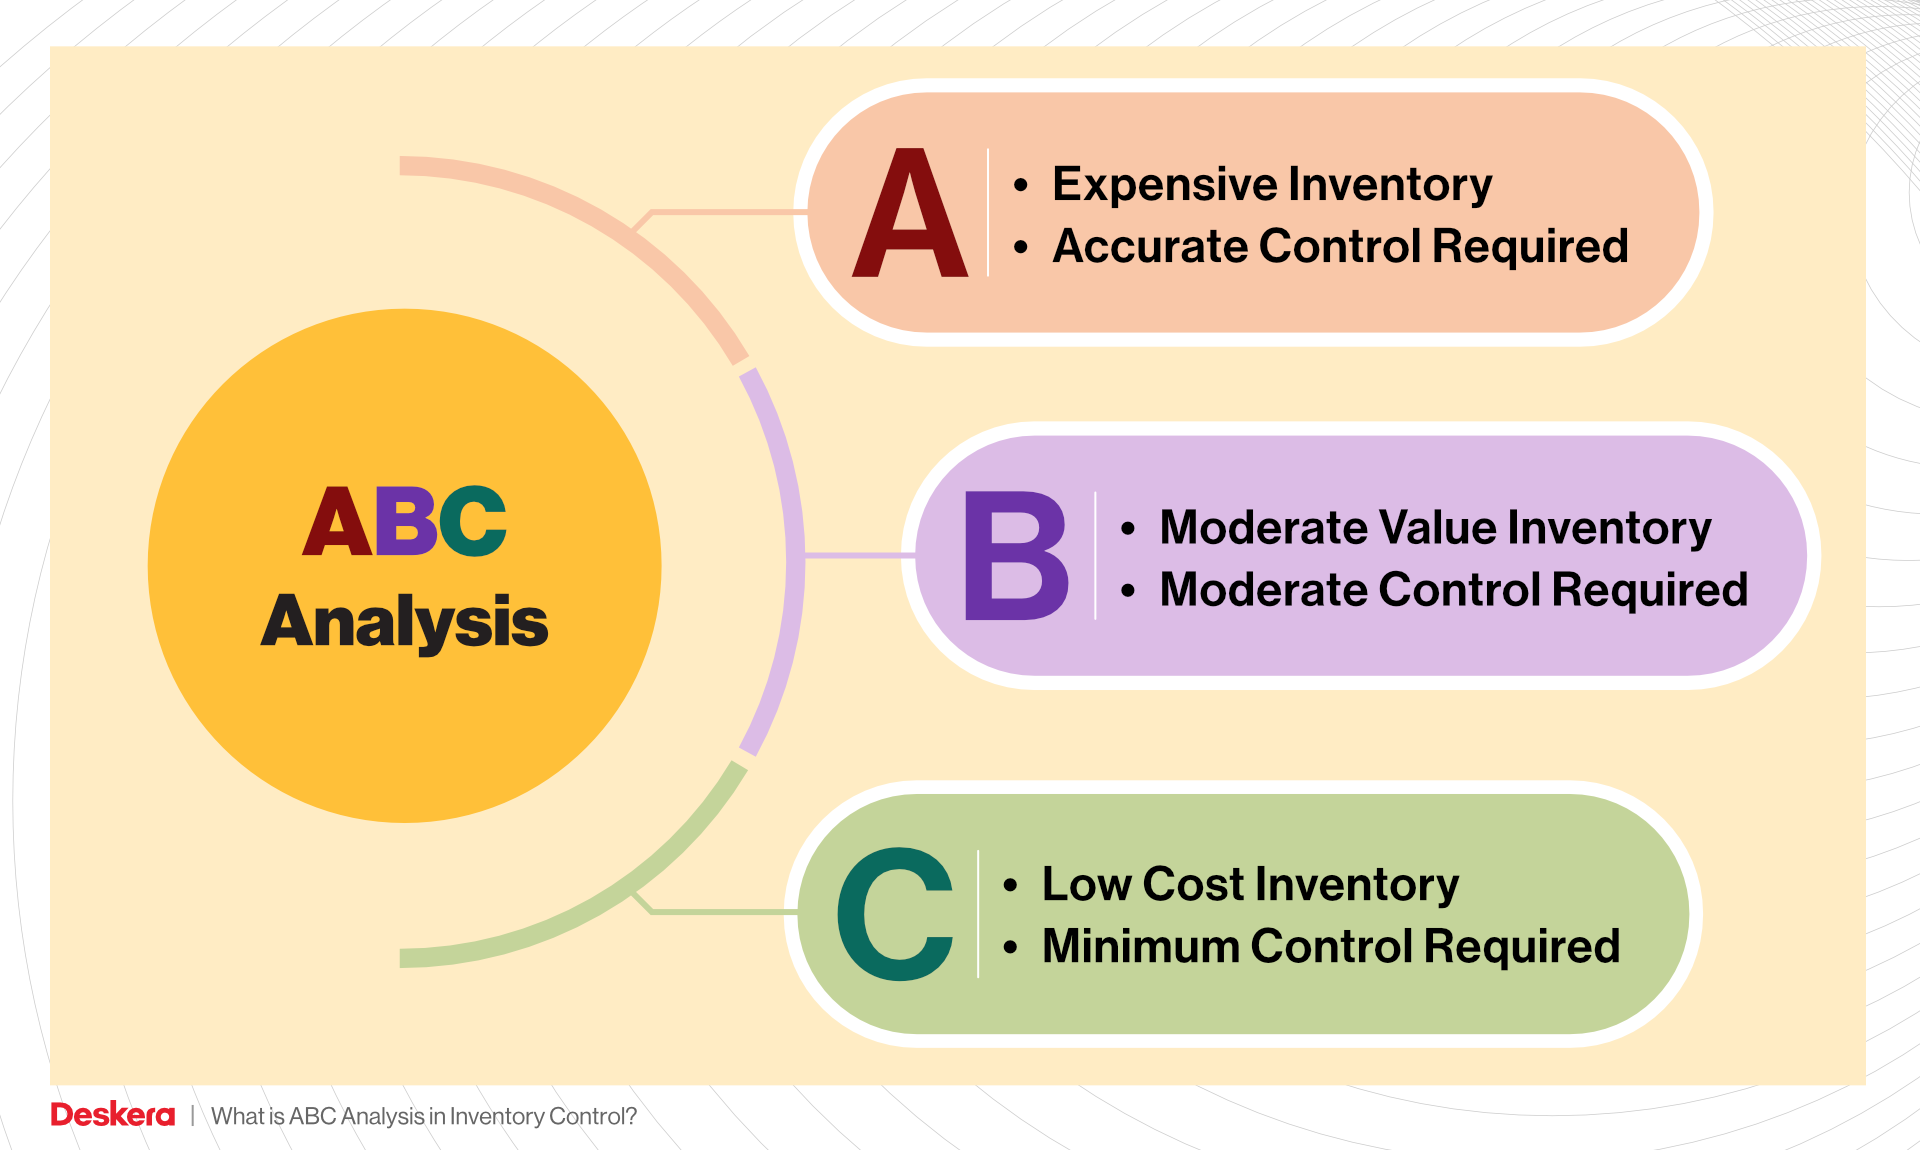 ABC
Analysis
A
• Expensive Inventory
• Accurate Control Required
B
• Moderate Value Inventory
• Moderate Control Required
C
• Low Cost Inventory
• Minimum Control Required
Deskera | What is ABC Analysis in Inventory Control?